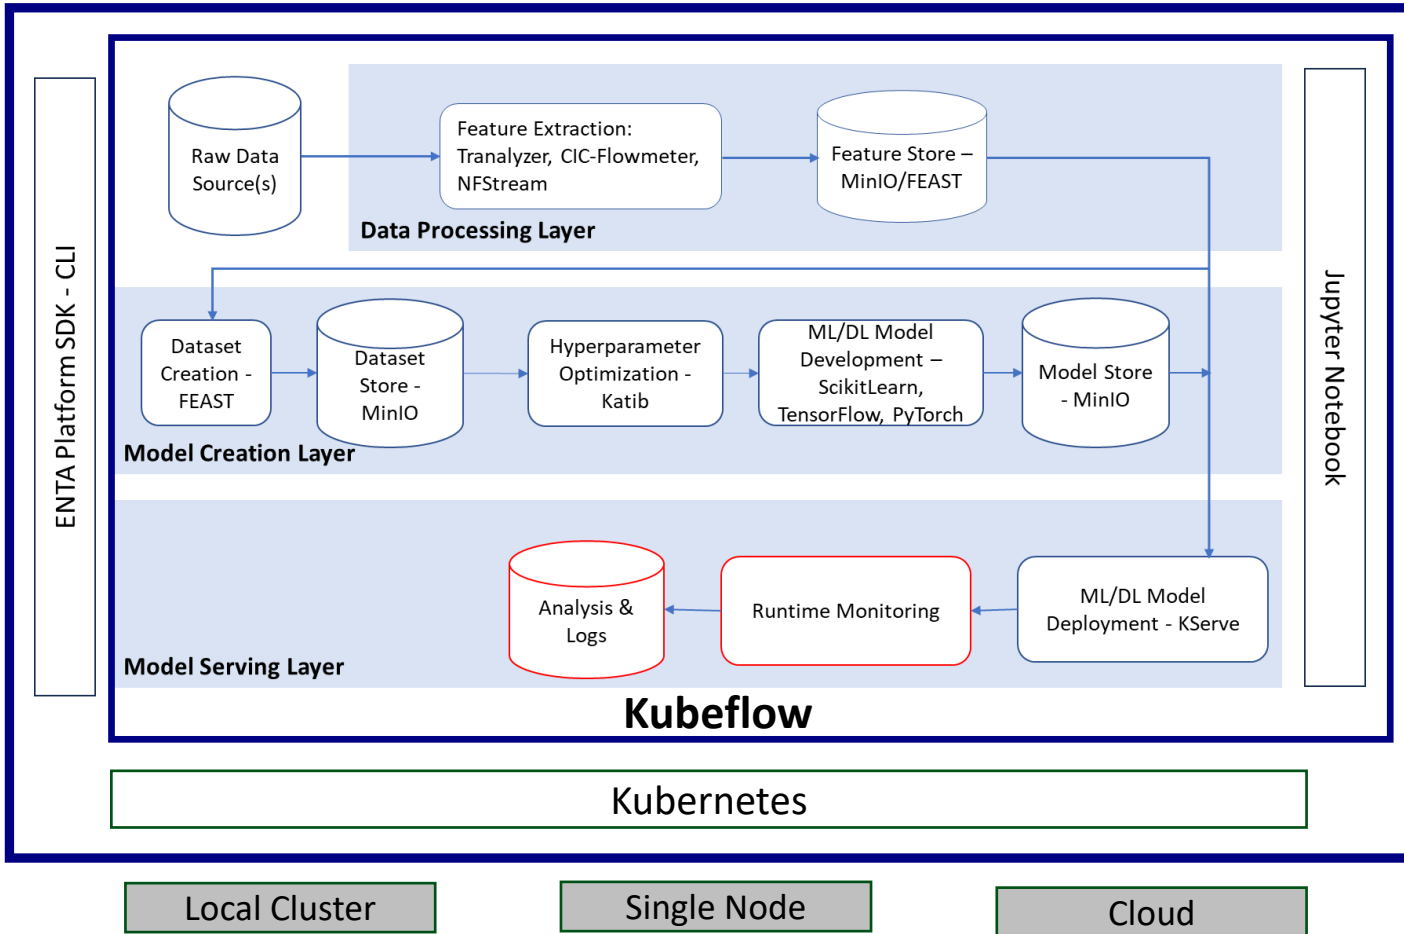 Raw Data
Source(s)
Feature Extraction:
Tranalyzer, CIC-Flowmeter,
NFStream
Feature Store –
MinIO/FEAST
Data Processing Layer
ENTA Platform SDK - CLI
Jupyter Notebook
Dataset
Creation -
FEAST
Dataset
Store -
MinIO
Hyperparameter
Optimization -
Katib
ML/DL Model
Development –
ScikitLearn,
TensorFlow, PyTorch
Model Store
- MinIO
Model Creation Layer
Analysis &
Logs
Runtime Monitoring
ML/DL Model
Deployment - KServe
Model Serving Layer
Kubeflow
Kubernetes
Local Cluster
Single Node
Cloud